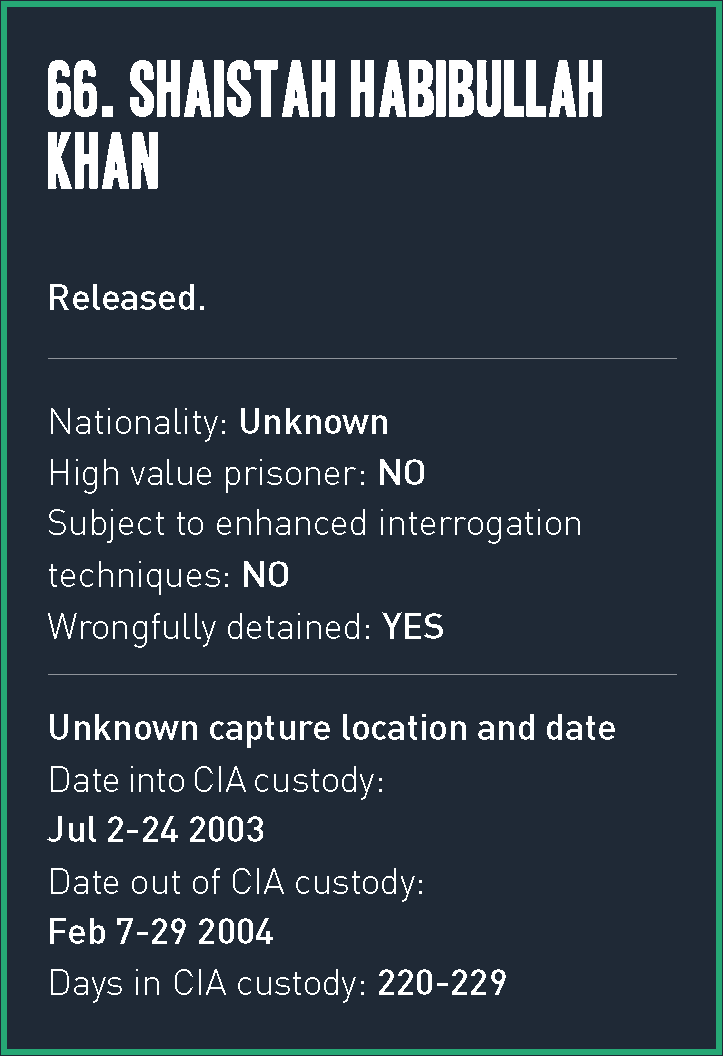 66. SHAISTAH HABIBULLAH
KHAN
Released.
Nationality: Unknown
High value prisoner: NO
Subject to enhanced interrogation
techniques: NO
Wrongfully detained: YES
Unknown capture location and date
Date into CIA custody:
Jul 2-24 2003
Date out of CIA custody:
Feb 7-29 2004
Days in CIA custody: 220-229